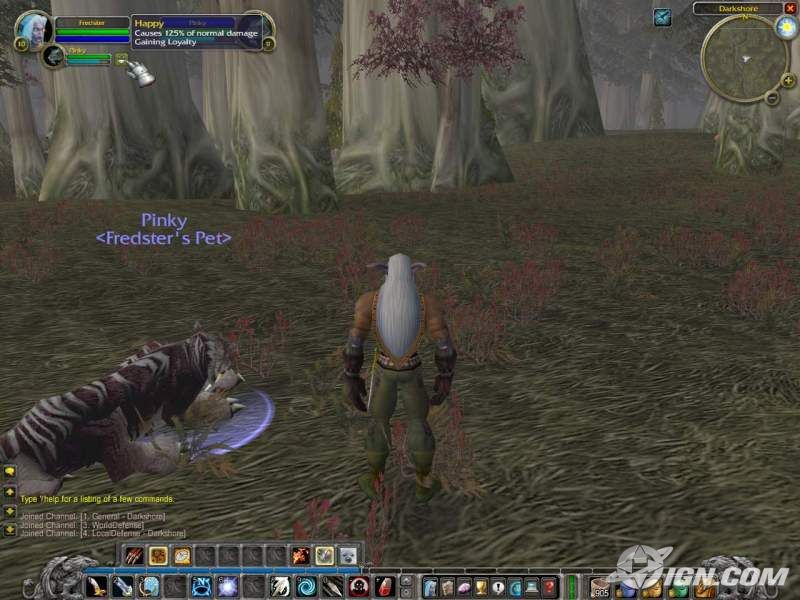 Fredster
Happy
Pinky
Causes 125% of normal damage
Gaining Loyalty
10
Pinky
Darkshore
N
Pinky
<Fredster's Pet>
Type '/help' for a listing of a few commands.
Joined Channel: [1. General - Darkshore]
Joined Channel: [3. WorldDefense]
Joined Channel: [4. LocalDefense - Darkshore]
905
IGN.COM